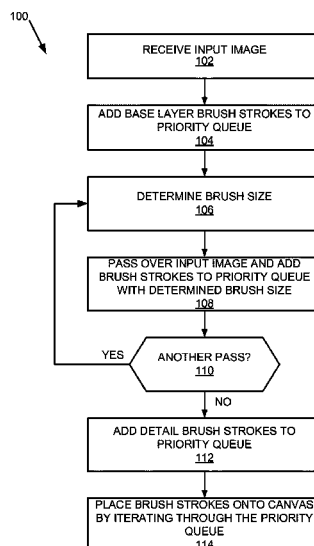 100
RECEIVE INPUT IMAGE
102
ADD BASE LAYER BRUSH STROKES TO
PRIORITY QUEUE
104
DETERMINE BRUSH SIZE
106
PASS OVER INPUT IMAGE AND ADD
BRUSH STROKES TO PRIORITY QUEUE
WITH DETERMINED BRUSH SIZE
108
YES
ANOTHER PASS?
110
NO
ADD DETAIL BRUSH STROKES TO
PRIORITY QUEUE
112
PLACE BRUSH STROKES ONTO CANVAS
BY ITERATING THROUGH THE PRIORITY
QUEUE
114